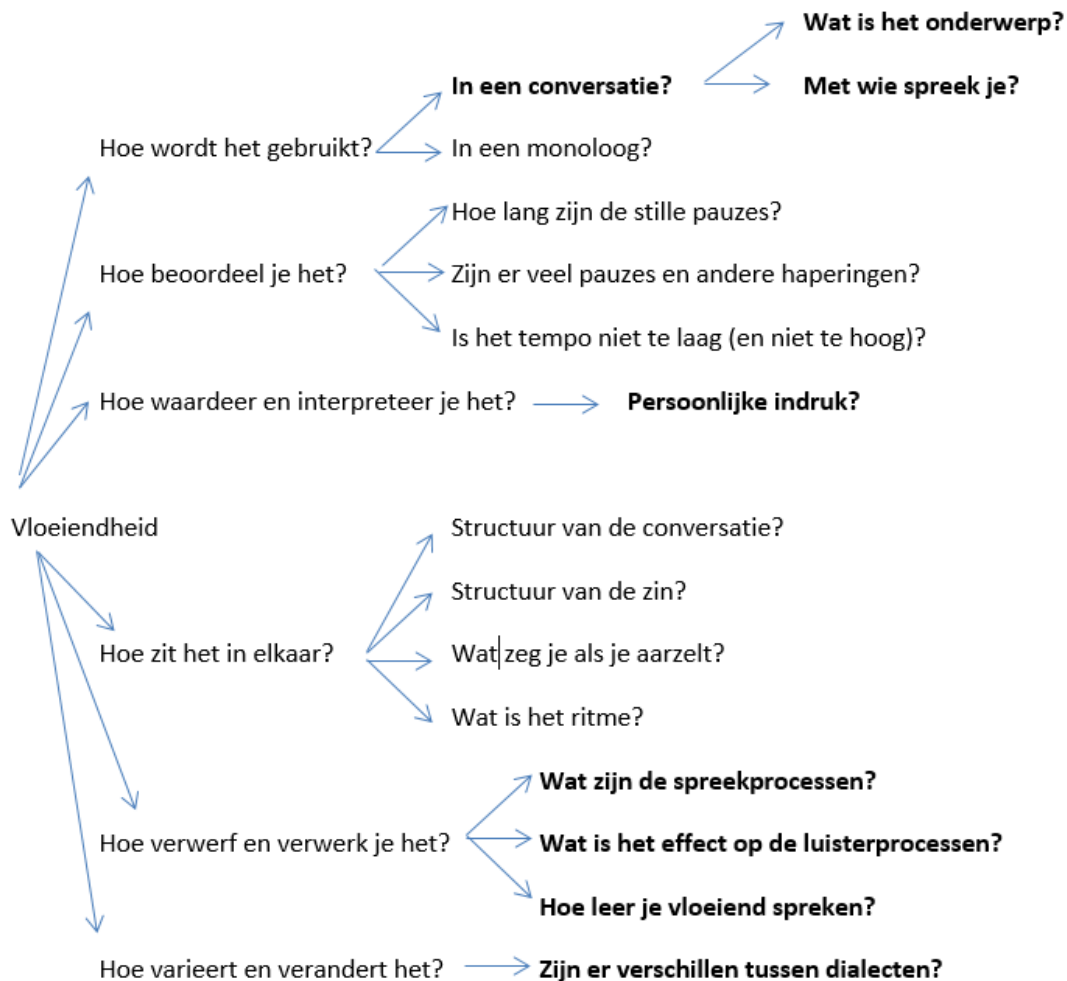 Wat is het onderwerp?
In een conversatie?
Met wie spreek je?
Hoe wordt het gebruikt?
In een monoloog?
Hoe lang zijn de stille pauzes?
Hoe beoordeel je het?
Zijn er veel pauzes en andere haperingen?
Is het tempo niet te laag (en niet te hoog)?
Hoe waardeer en interpreteer je het?
Persoonlijke indruk?
Vloeiendheid
Structuur van de conversatie?
Structuur van de zin?
Hoe zit het in elkaar?
Wat zeg je als je aarzelt?
Wat is het ritme?
Wat zijn de spreekprocessen?
Hoe verwerf en verwerk je het?
Wat is het effect op de luisterprocessen?
Hoe leer je vloeiend spreken?
Hoe varieert en verandert het?
Zijn er verschillen tussen dialecten?